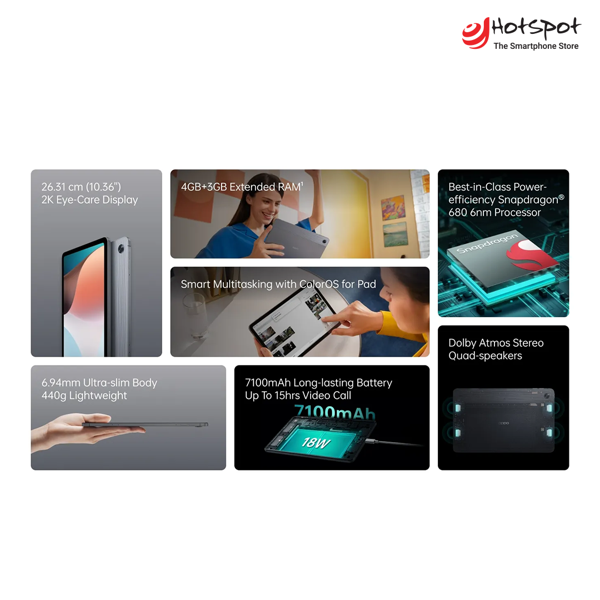 HOTSPOT
The Smartphone Store
26.31 cm (10.36")
2K Eye-Care Display
4GB+3GB Extended RAM¹
Best-in-Class Power-
efficiency Snapdragon®
680 6nm Processor
Snapdragon
Smart Multitasking with ColorOS for Pad
Dolby Atmos Stereo
Quad-speakers
6.94mm Ultra-slim Body
440g Lightweight
7100mAh Long-lasting Battery
Up To 15hrs Video Call
7100mAh
18W